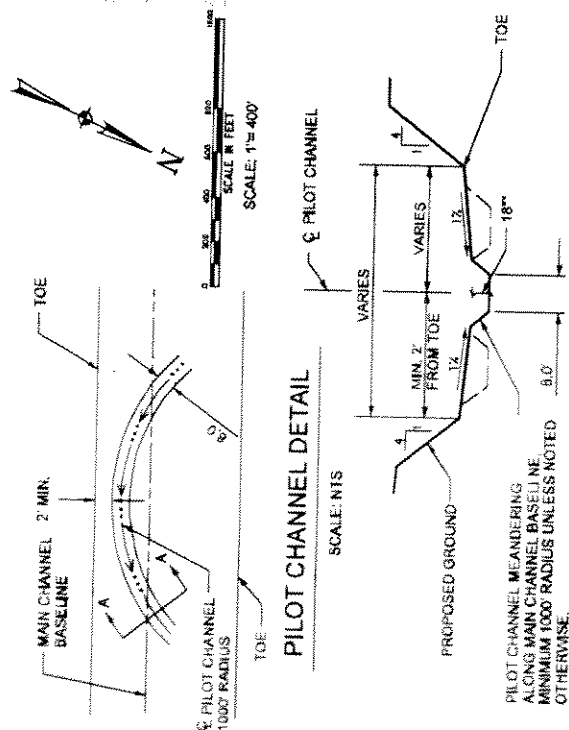 MAIN CHANNEL
BASELINE
2' MIN.
TOE
A
A
8.0'
℄ PILOT CHANNEL
1000' RADIUS
TOE
N
SCALE IN FEET
SCALE: 1"= 400'
PILOT CHANNEL DETAIL
SCALE: NTS
℄ PILOT CHANNEL
VARIES
MIN. 2'
FROM TOE
VARIES
4
1
4
1
1%
1%
TOE
18"
PROPOSED GROUND
8.0'
PILOT CHANNEL MEANDERING
ALONG MAIN CHANNEL BASELINE,
MINIMUM 1000' RADIUS UNLESS NOTED
OTHERWISE.